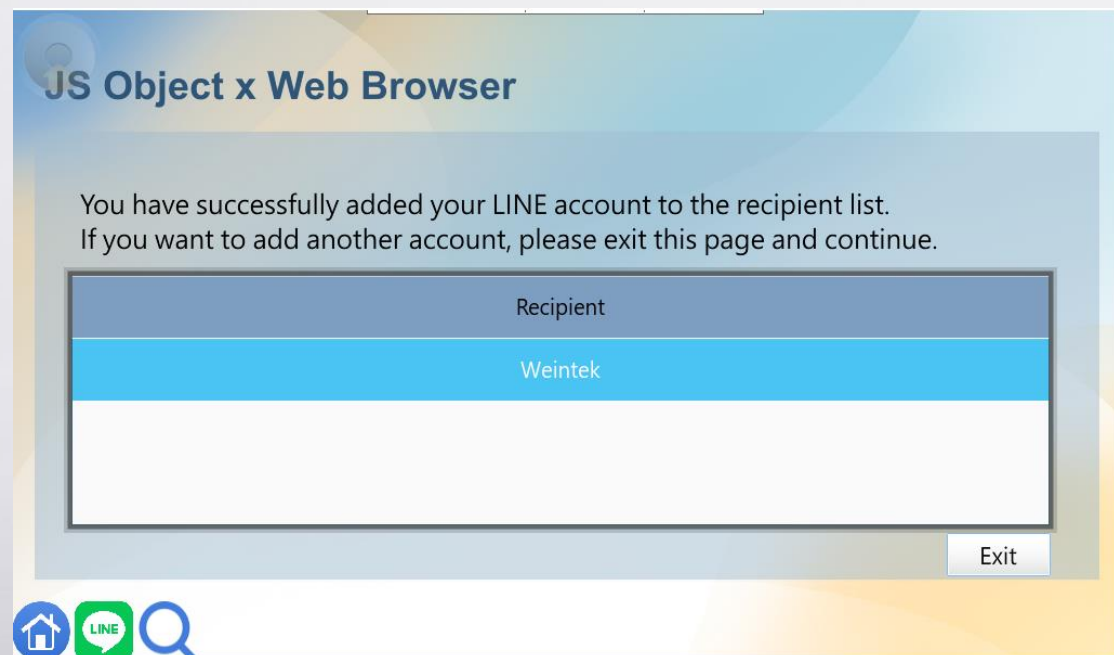 JS Object x Web Browser
You have successfully added your LINE account to the recipient list.
If you want to add another account, please exit this page and continue.
Recipient
Weintek
Exit
LINE